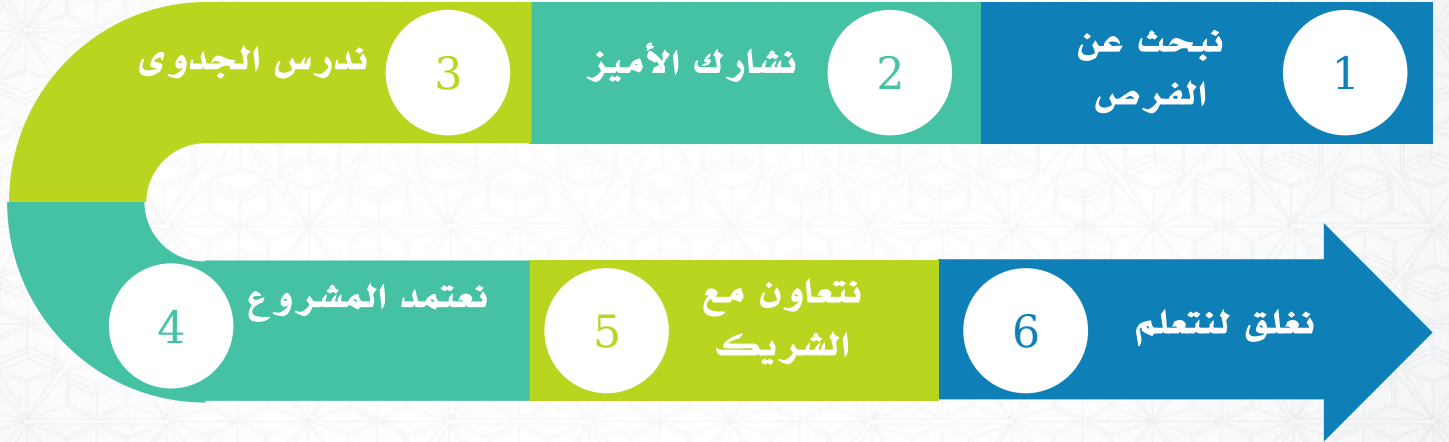 1
نبحث عن
الفرص
2
نشارك الأميز
3
ندرس الجدوى
4
نعتمد المشروع
5
نتعاون مع
الشريك
6
نغلق لنتعلم